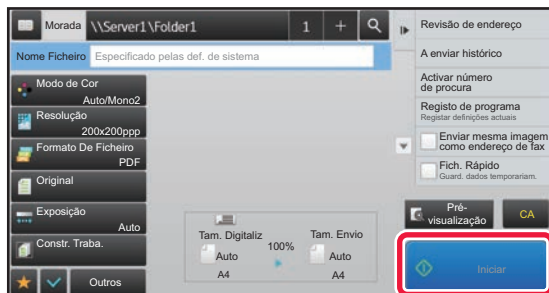 Morada \\Server1\Folder1 1 +
Nome Ficheiro Especificado pelas def. de sistema
Modo de Cor
Auto/Mono2
Resolução
200x200ppp
Formato De Ficheiro
PDF
Original
Exposição
Auto
Constr. Traba.
Outros
Tam. Digitaliz
100%
Tam. Envio
Auto
Auto
A4
A4
Revisão de endereço
A enviar histórico
Activar número
de procura
Registo de programa
Registar definições actuais
Enviar mesma imagem
como endereço de fax
Fich. Rápido
Guard. dados temporariam.
Pré-
visualização
CA
Iniciar